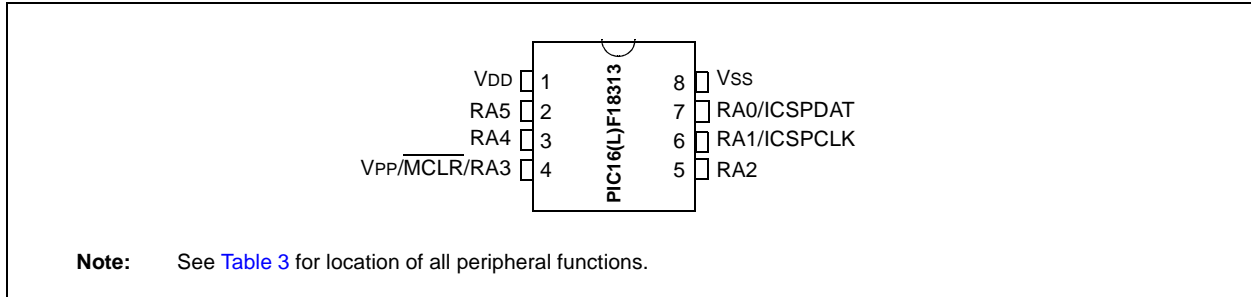 VDD 1 8 VSS
RA5 2 7 RA0/ICSPDAT
RA4 3 6 RA1/ICSPCLK
VPP/MCLR/RA3 4 5 RA2
PIC16(L)F18313
Note: See Table 3 for location of all peripheral functions.